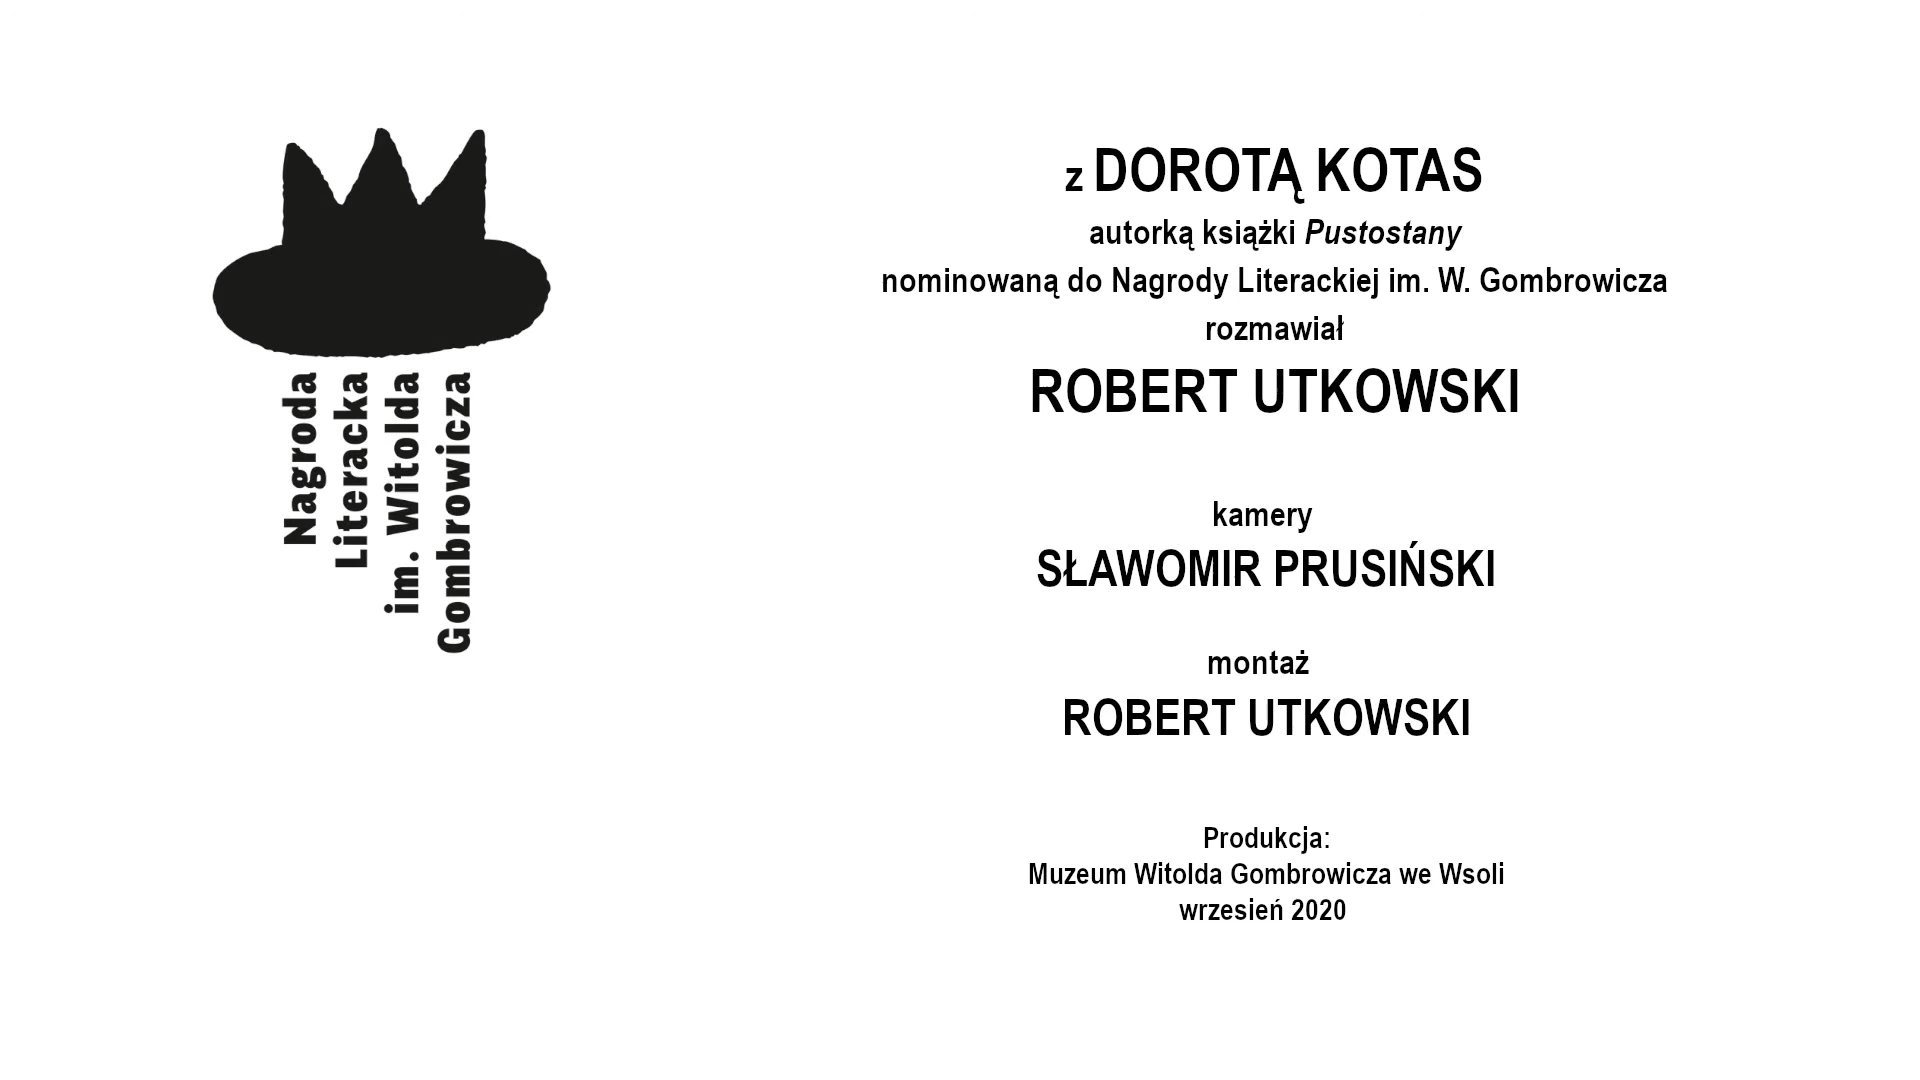 Nagroda
Literacka
im. Witolda
Gombrowicza
z DOROTĄ KOTAS
autorką książki Pustostany
nominowaną do Nagrody Literackiej im. W. Gombrowicza
rozmawiał
ROBERT UTKOWSKI
kamery
SŁAWOMIR PRUSIŃSKI
montaż
ROBERT UTKOWSKI
Produkcja:
Muzeum Witolda Gombrowicza we Wsoli
wrzesień 2020